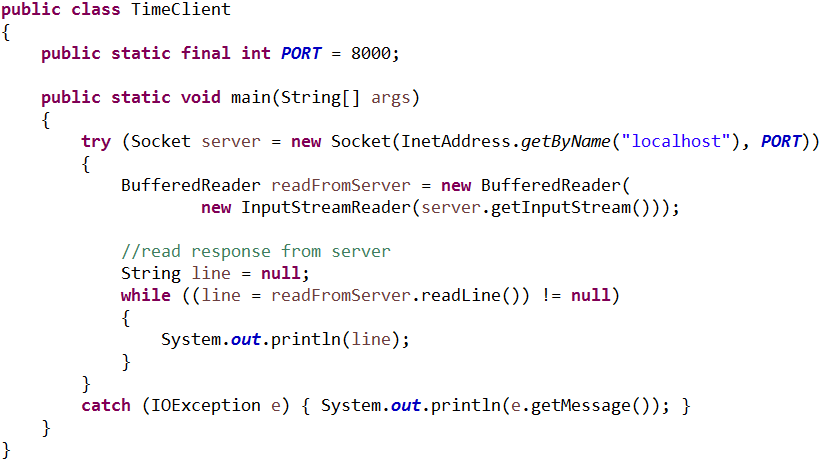 public class TimeClient
{
    public static final int PORT = 8000;

    public static void main(String[] args)
    {
        try (Socket server = new Socket(InetAddress.getByName("localhost"), PORT))
        {
            BufferedReader readFromServer = new BufferedReader(
                    new InputStreamReader(server.getInputStream()));

            //read response from server
            String line = null;
            while ((line = readFromServer.readLine()) != null)
            {
                System.out.println(line);
            }
        }
        catch (IOException e) { System.out.println(e.getMessage()); }
    }
}